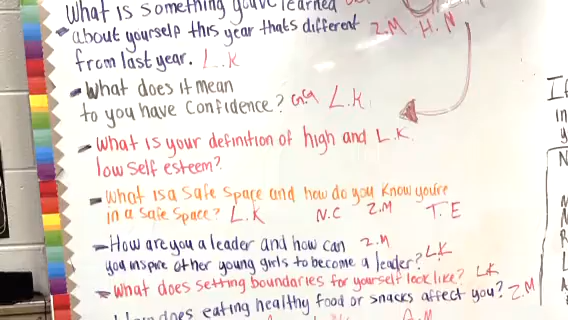 What is something you've learned
about yourself this year thats different Z.M H.N
from last year. L.K
- What does it mean
to you have confidence? G.G L.K
- What is your definition of high and L.K
low self esteem?
- What is a safe space and how do you know you're
in a safe space? L.K N.C Z.M T.E
- How are you a leader and how can Z.M
you inspire other young girls to become a leader? L.K
- What does setting boundaries for yourself look like? L.K
does eating healthy food or snacks affect you? Z.M